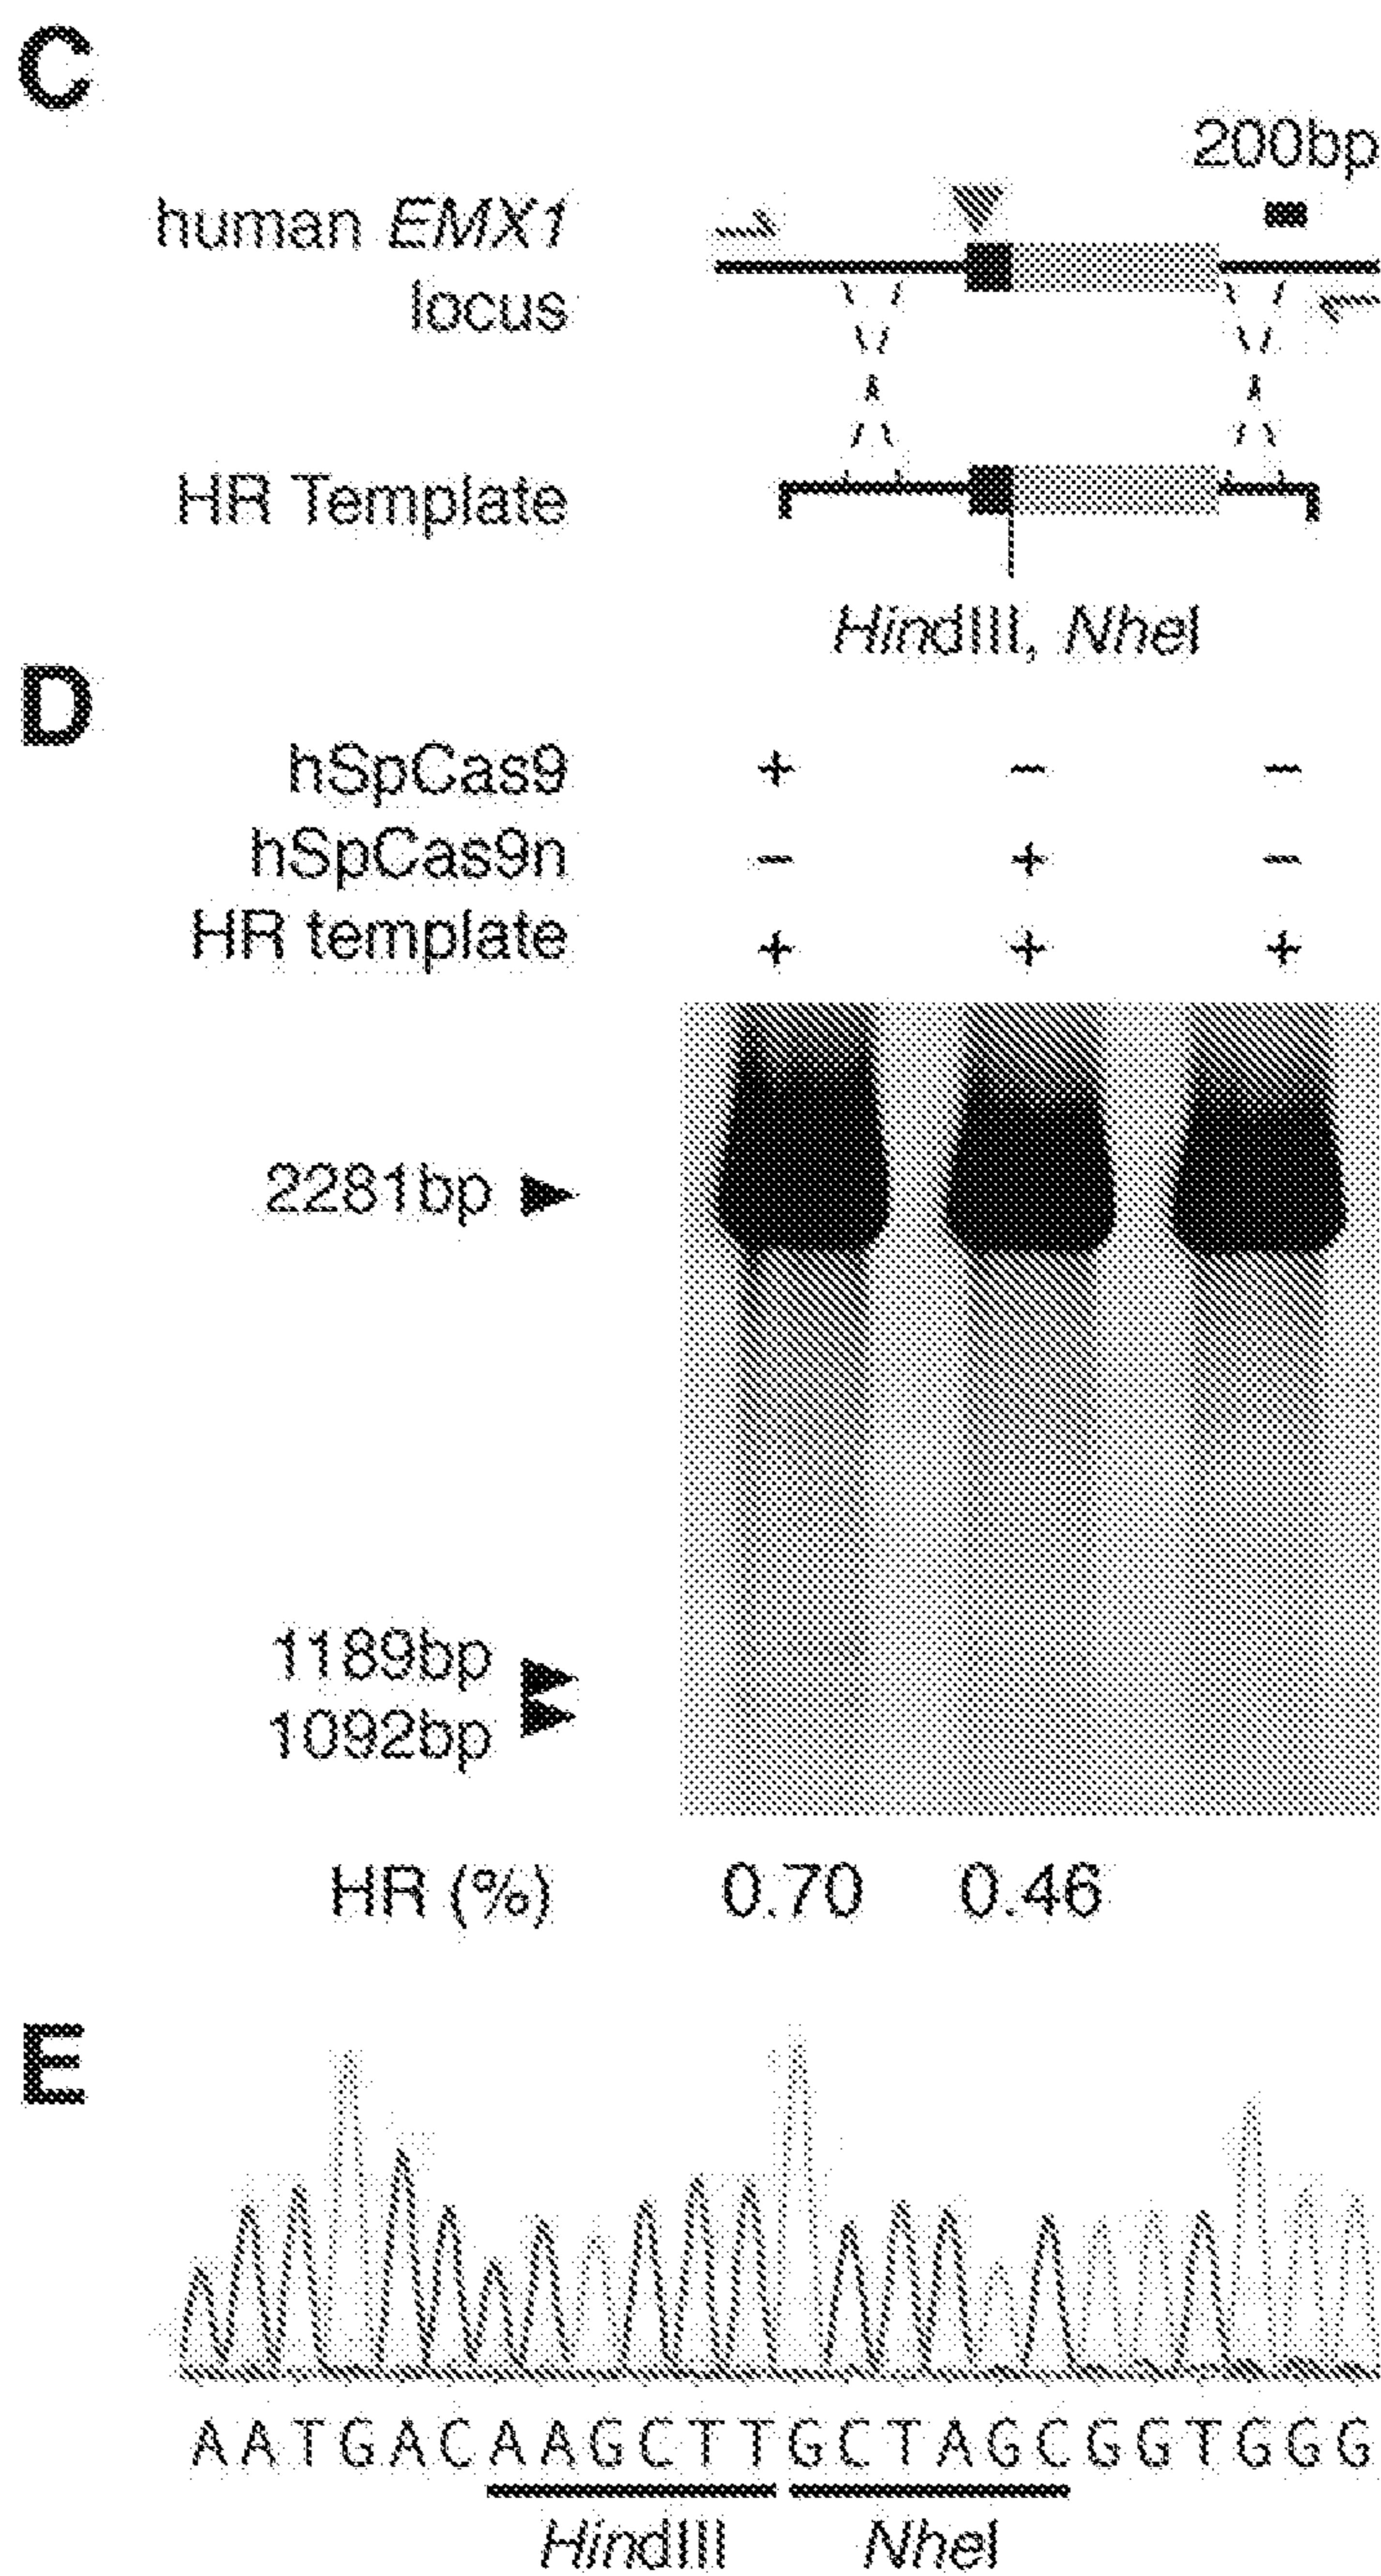 C
200bp
human EMX1
locus
HR Template
HindIII, NheI
D
hSpCas9 + − −
hSpCas9n − + −
HR template + + +
2281bp
1189bp
1092bp
HR (%) 0.70 0.46
E
AATGACAAGCTTGCTAGCGGTGGG
HindIII NheI